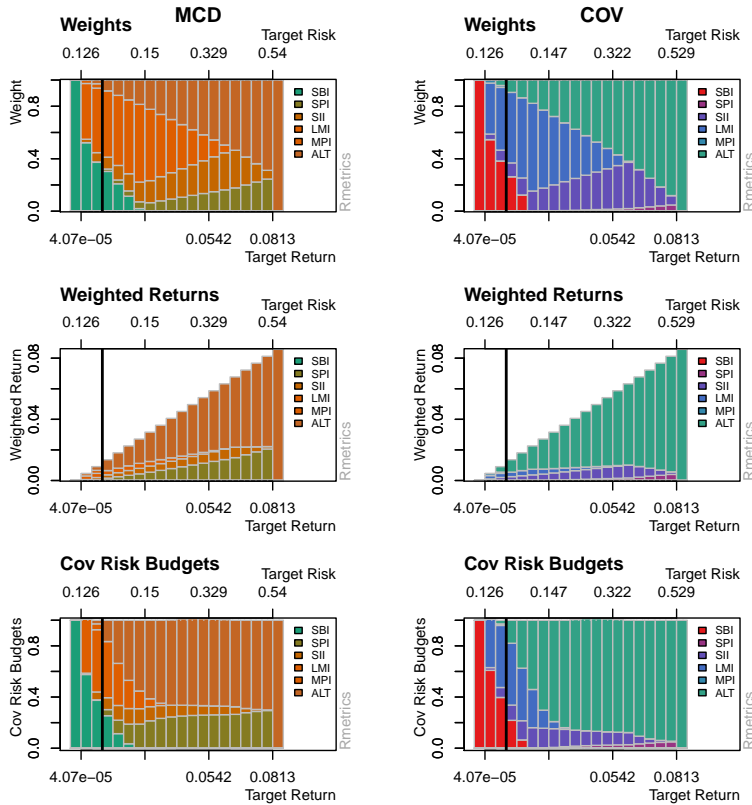 MCD
COV
Weights
Target Risk
0.126 0.15 0.329 0.54
Weight
0.0 0.4 0.8
SBI
SPI
SII
LMI
MPI
ALT
Rmetrics
4.07e−05 0.0542 0.0813
Target Return
Weights
Target Risk
0.126 0.147 0.322 0.529
Weight
0.0 0.4 0.8
SBI
SPI
SII
LMI
MPI
ALT
Rmetrics
4.07e−05 0.0542 0.0813
Target Return
Weighted Returns
Target Risk
0.126 0.15 0.329 0.54
Weighted Return
0.00 0.04 0.08
SBI
SPI
SII
LMI
MPI
ALT
Rmetrics
4.07e−05 0.0542 0.0813
Target Return
Weighted Returns
Target Risk
0.126 0.147 0.322 0.529
Weighted Return
0.00 0.04 0.08
SBI
SPI
SII
LMI
MPI
ALT
Rmetrics
4.07e−05 0.0542 0.0813
Target Return
Cov Risk Budgets
Target Risk
0.126 0.15 0.329 0.54
Cov Risk Budgets
0.0 0.4 0.8
SBI
SPI
SII
LMI
MPI
ALT
Rmetrics
4.07e−05 0.0542 0.0813
Target Return
Cov Risk Budgets
Target Risk
0.126 0.147 0.322 0.529
Cov Risk Budgets
0.0 0.4 0.8
SBI
SPI
SII
LMI
MPI
ALT
Rmetrics
4.07e−05 0.0542 0.0813
Target Return